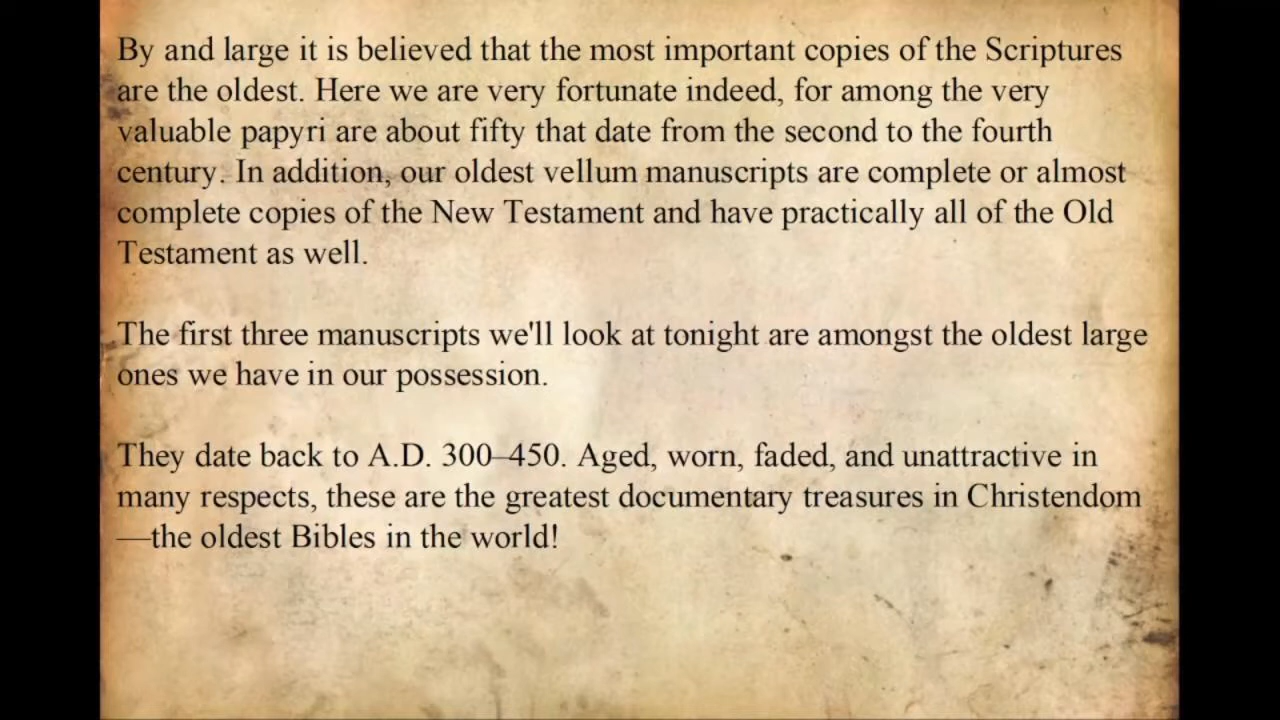 By and large it is believed that the most important copies of the Scriptures
are the oldest. Here we are very fortunate indeed, for among the very
valuable papyri are about fifty that date from the second to the fourth
century. In addition, our oldest vellum manuscripts are complete or almost
complete copies of the New Testament and have practically all of the Old
Testament as well.
The first three manuscripts we'll look at tonight are amongst the oldest large
ones we have in our possession.
They date back to A.D. 300–450. Aged, worn, faded, and unattractive in
many respects, these are the greatest documentary treasures in Christendom
—the oldest Bibles in the world!